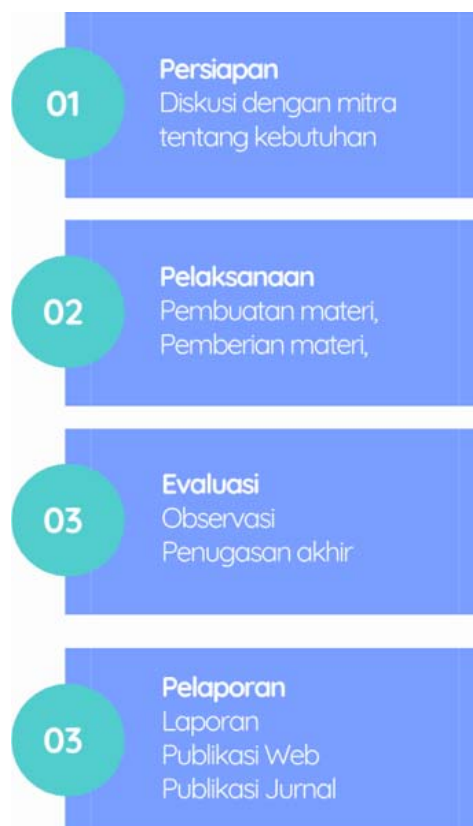 01
Persiapan
Diskusi dengan mitra
tentang kebutuhan
02
Pelaksanaan
Pembuatan materi,
Pemberian materi,
03
Evaluasi
Observasi
Penugasan akhir
03
Pelaporan
Laporan
Publikasi Web
Publikasi Jurnal